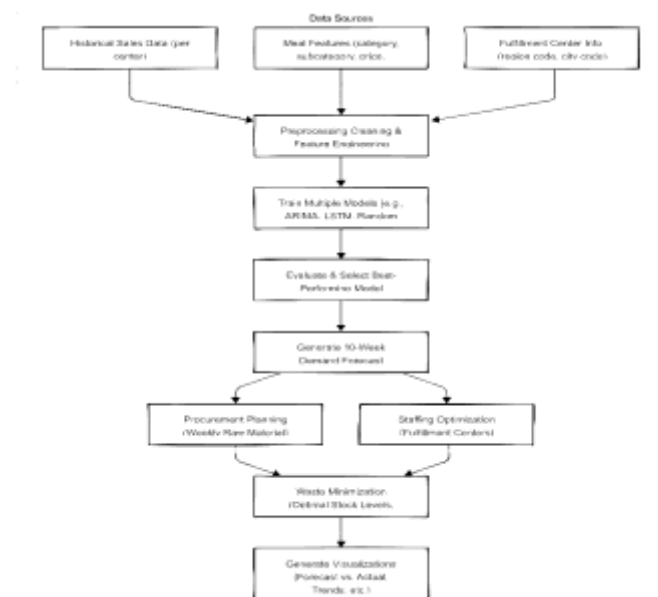 Data Sources
Historical Sales Data (per
center)
Meal Features (category,
subcategory, price,
Fulfillment Center Info
(region code, city code)
Preprocessing Cleaning &
Feature Engineering
Train Multiple Models (e.g.,
ARIMA, LSTM, Random
Evaluate & Select Best-
Performing Model
Generate 10-Week
Demand Forecast
Procurement Planning
(Weekly Raw Material)
Staffing Optimization
(Fulfillment Centers)
Waste Minimization
(Optimal Stock Levels,
Generate Visualizations
(Forecast vs. Actual
Trends, etc.)